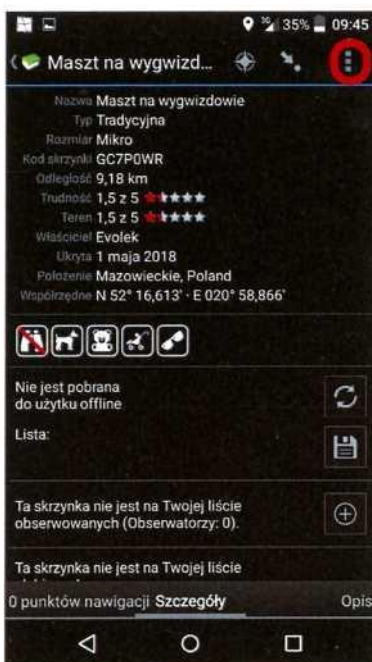 3G 35% 09:45
Maszt na wygwizd...
Nazwa Maszt na wygwizdowie
Typ Tradycyjna
Rozmiar Mikro
Kod skrzynki GC7P0WR
Odległość 9,18 km
Trudność 1,5 z 5
Teren 1,5 z 5
Właściciel Evolek
Ukryta 1 maja 2018
Położenie Mazowieckie, Poland
Współrzędne N 52° 16,613' · E 020° 58,866'
Nie jest pobrana
do użytku offline
Lista:
Ta skrzynka nie jest na Twojej liście
obserwowanych (Obserwatorzy: 0).
Ta skrzynka nie jest na Twojej liście
0 punktów nawigacji Szczegóły Opis